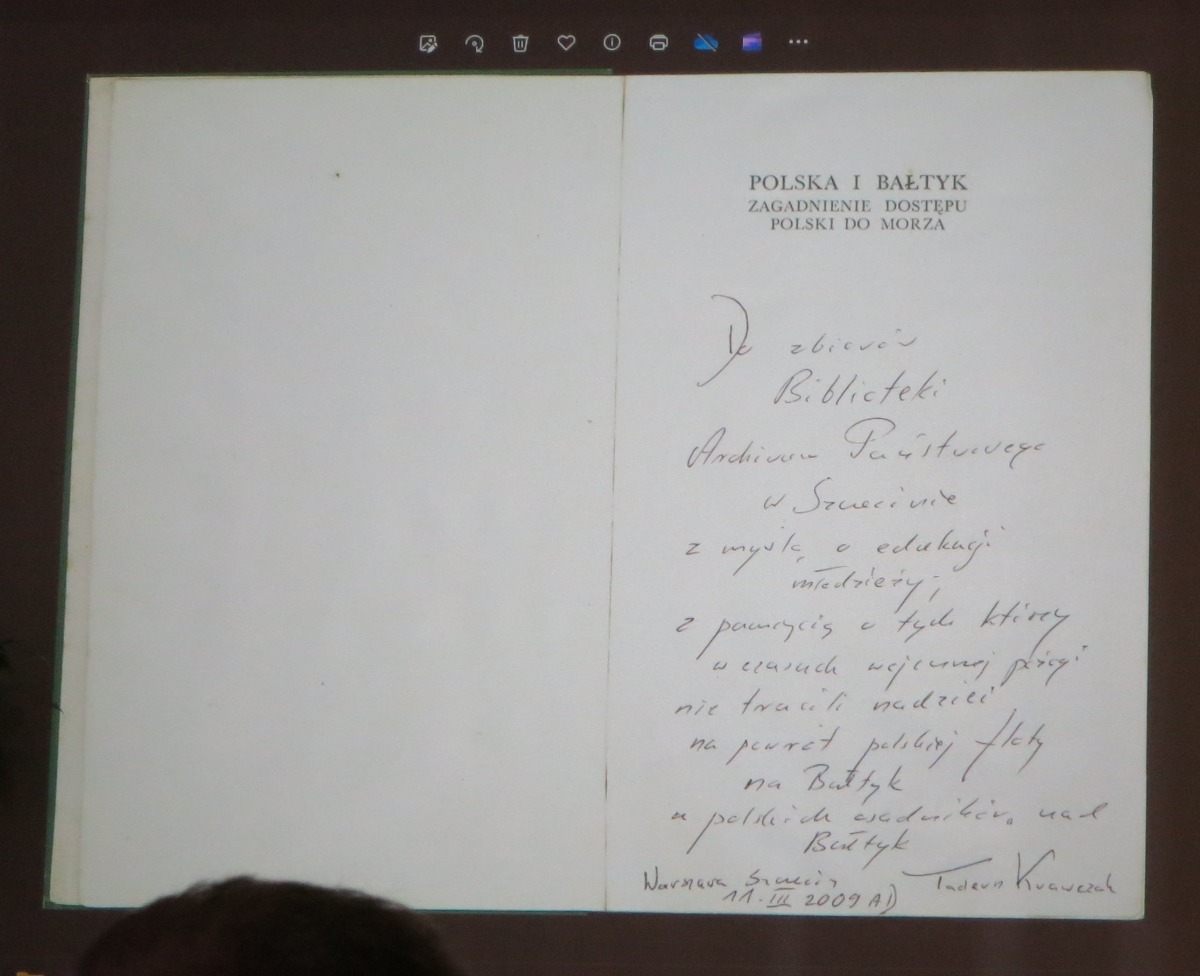 POLSKA I BAŁTYK
ZAGADNIENIE DOSTĘPU
POLSKI DO MORZA
Do zbiorów
Biblioteki
Archiwum Państwowego
w Szczecinie
z myślą o edukacji
młodzieży;
z pamięcią o tych którzy
w czasach wojennej pożogi
nie tracili nadziei
na powrót polskiej floty
na Bałtyk
a polskich osadników nad
Bałtyk
Warszawa Szczecin Tadeusz Krawczak
11.III 2009 AD